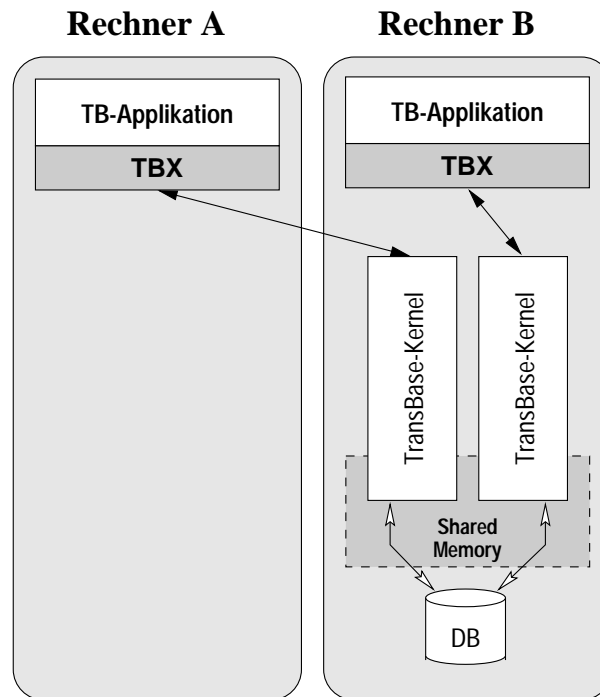 Rechner A
Rechner B
TB-Applikation
TBX
TB-Applikation
TBX
TransBase-Kernel
TransBase-Kernel
Shared
Memory
DB